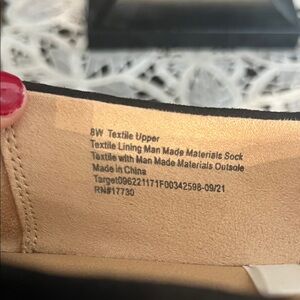 8W Textile Upper
Textile Lining Man Made Materials Sock
Textile with Man Made Materials Outsole
Made in China
Target096221171F00342598-09/21
RN#17730